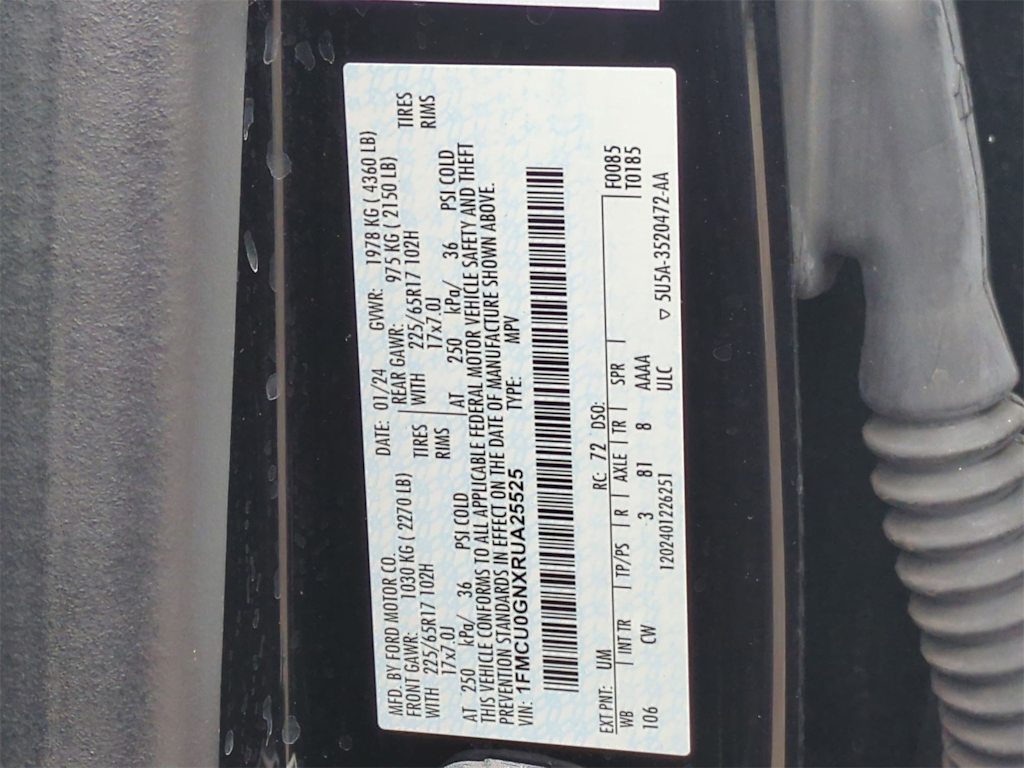 MFD. BY FORD MOTOR CO. DATE: 01/24 GVWR: 1978 KG ( 4360 LB)
FRONT GAWR: 1030 KG ( 2270 LB) REAR GAWR: 975 KG ( 2150 LB)
WITH 225/65R17 102H TIRES WITH 225/65R17 102H TIRES
17x7.0J RIMS 17x7.0J RIMS
AT 250 kPa/ 36 PSI COLD AT 250 kPa/ 36 PSI COLD
THIS VEHICLE CONFORMS TO ALL APPLICABLE FEDERAL MOTOR VEHICLE SAFETY AND THEFT
PREVENTION STANDARDS IN EFFECT ON THE DATE OF MANUFACTURE SHOWN ABOVE.
VIN: 1FMCU0GNXRUA25525 TYPE: MPV
EXT PNT: UM RC: 72 DSO: F0085
WB INT TR TP/PS R AXLE TR SPR T0185
106 CW 3 B1 8 AAAA
1202401226251 ULC ▽ 5U5A-3520472-AA